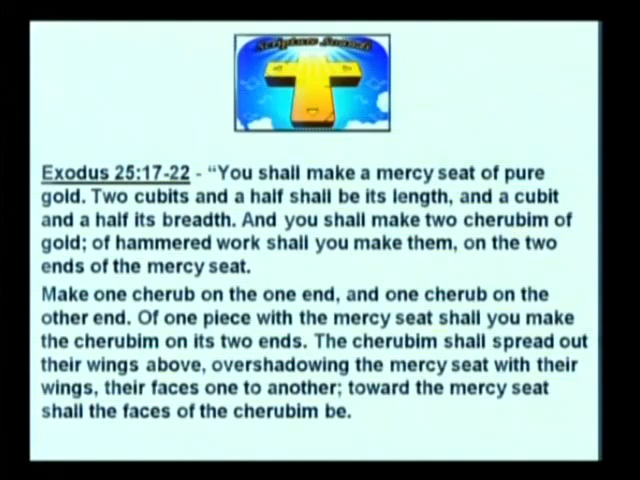 Scripture Sounds
Exodus 25:17-22 - “You shall make a mercy seat of pure
gold. Two cubits and a half shall be its length, and a cubit
and a half its breadth. And you shall make two cherubim of
gold; of hammered work shall you make them, on the two
ends of the mercy seat.
Make one cherub on the one end, and one cherub on the
other end. Of one piece with the mercy seat shall you make
the cherubim on its two ends. The cherubim shall spread out
their wings above, overshadowing the mercy seat with their
wings, their faces one to another; toward the mercy seat
shall the faces of the cherubim be.